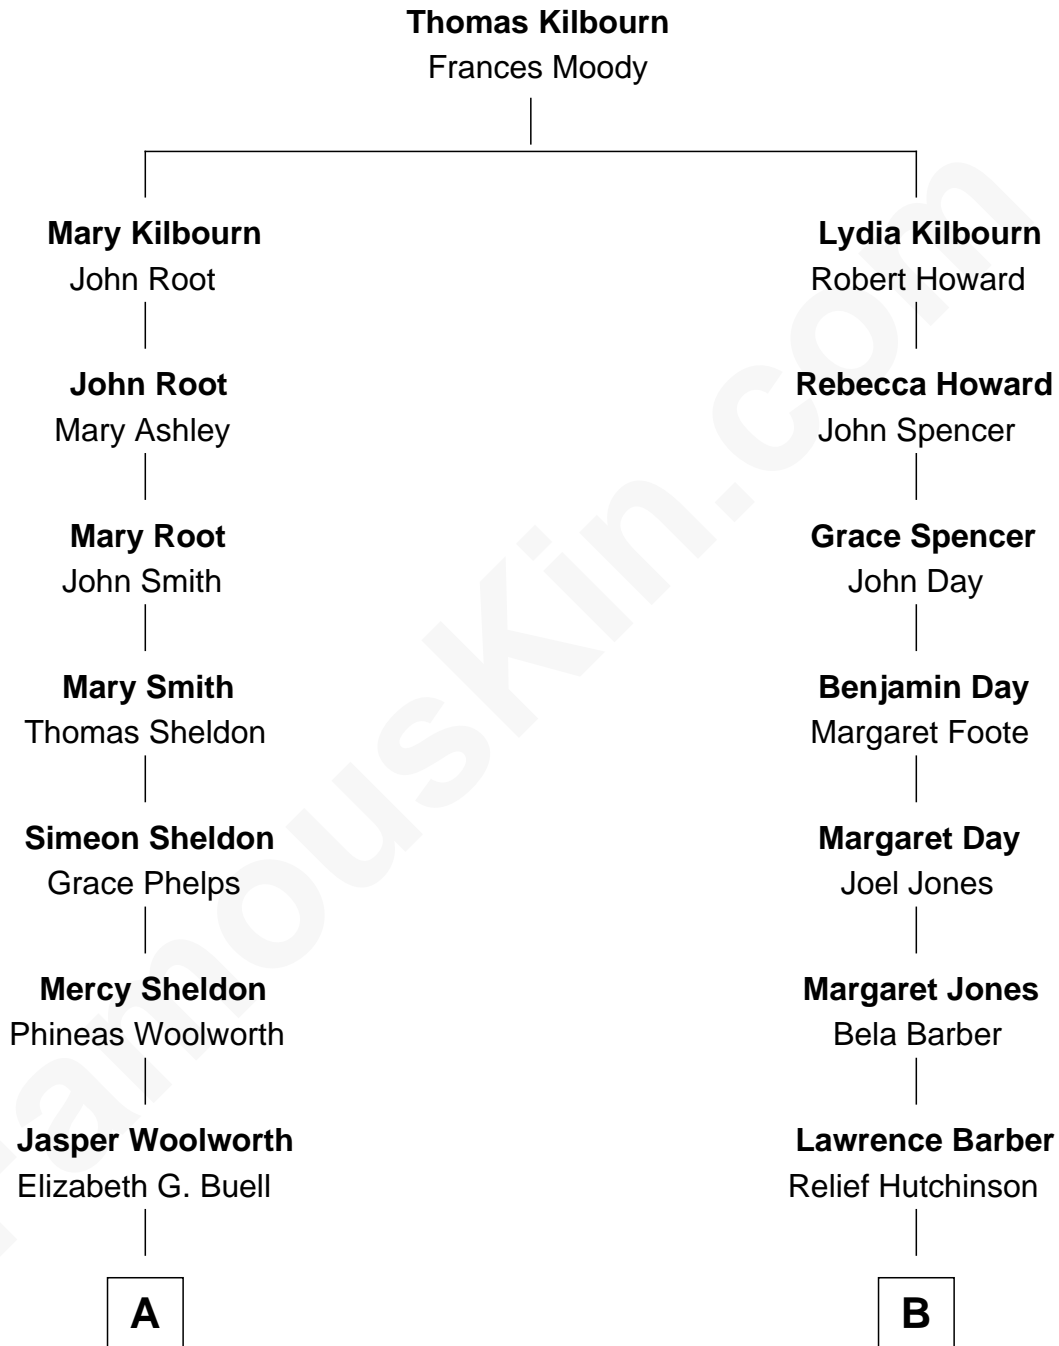 Thomas Kilbourn
Frances Moody
Mary Kilbourn
John Root
Lydia Kilbourn
Robert Howard
John Root
Mary Ashley
Rebecca Howard
John Spencer
Mary Root
John Smith
Grace Spencer
John Day
Mary Smith
Thomas Sheldon
Benjamin Day
Margaret Foote
Simeon Sheldon
Grace Phelps
Margaret Day
Joel Jones
Mercy Sheldon
Phineas Woolworth
Margaret Jones
Bela Barber
Jasper Woolworth
Elizabeth G. Buell
Lawrence Barber
Relief Hutchinson
A
B
FamousKin.com